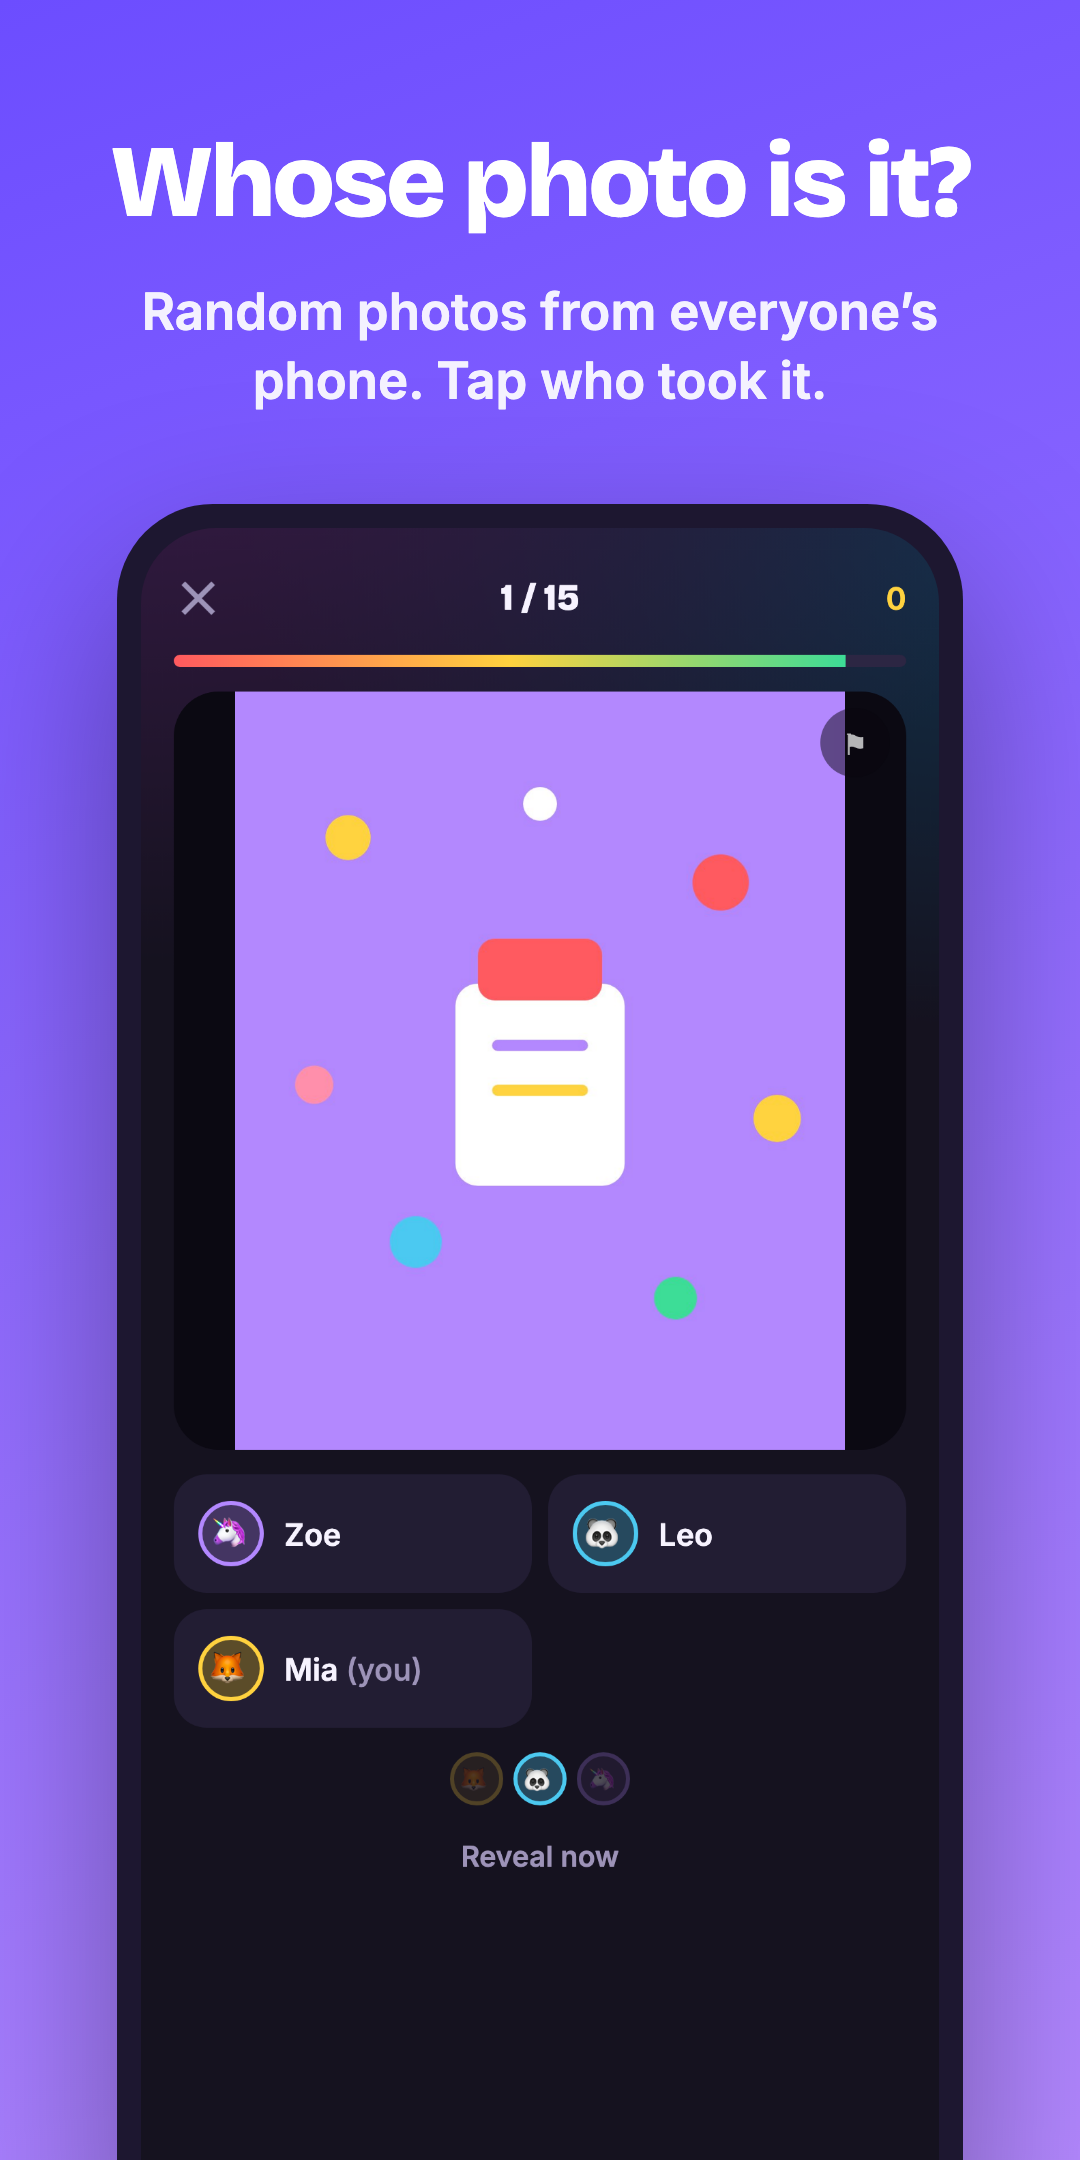 Whose photo is it?
Random photos from everyone’s
phone. Tap who took it.
1 / 15
0
Zoe
Leo
Mia (you)
Reveal now